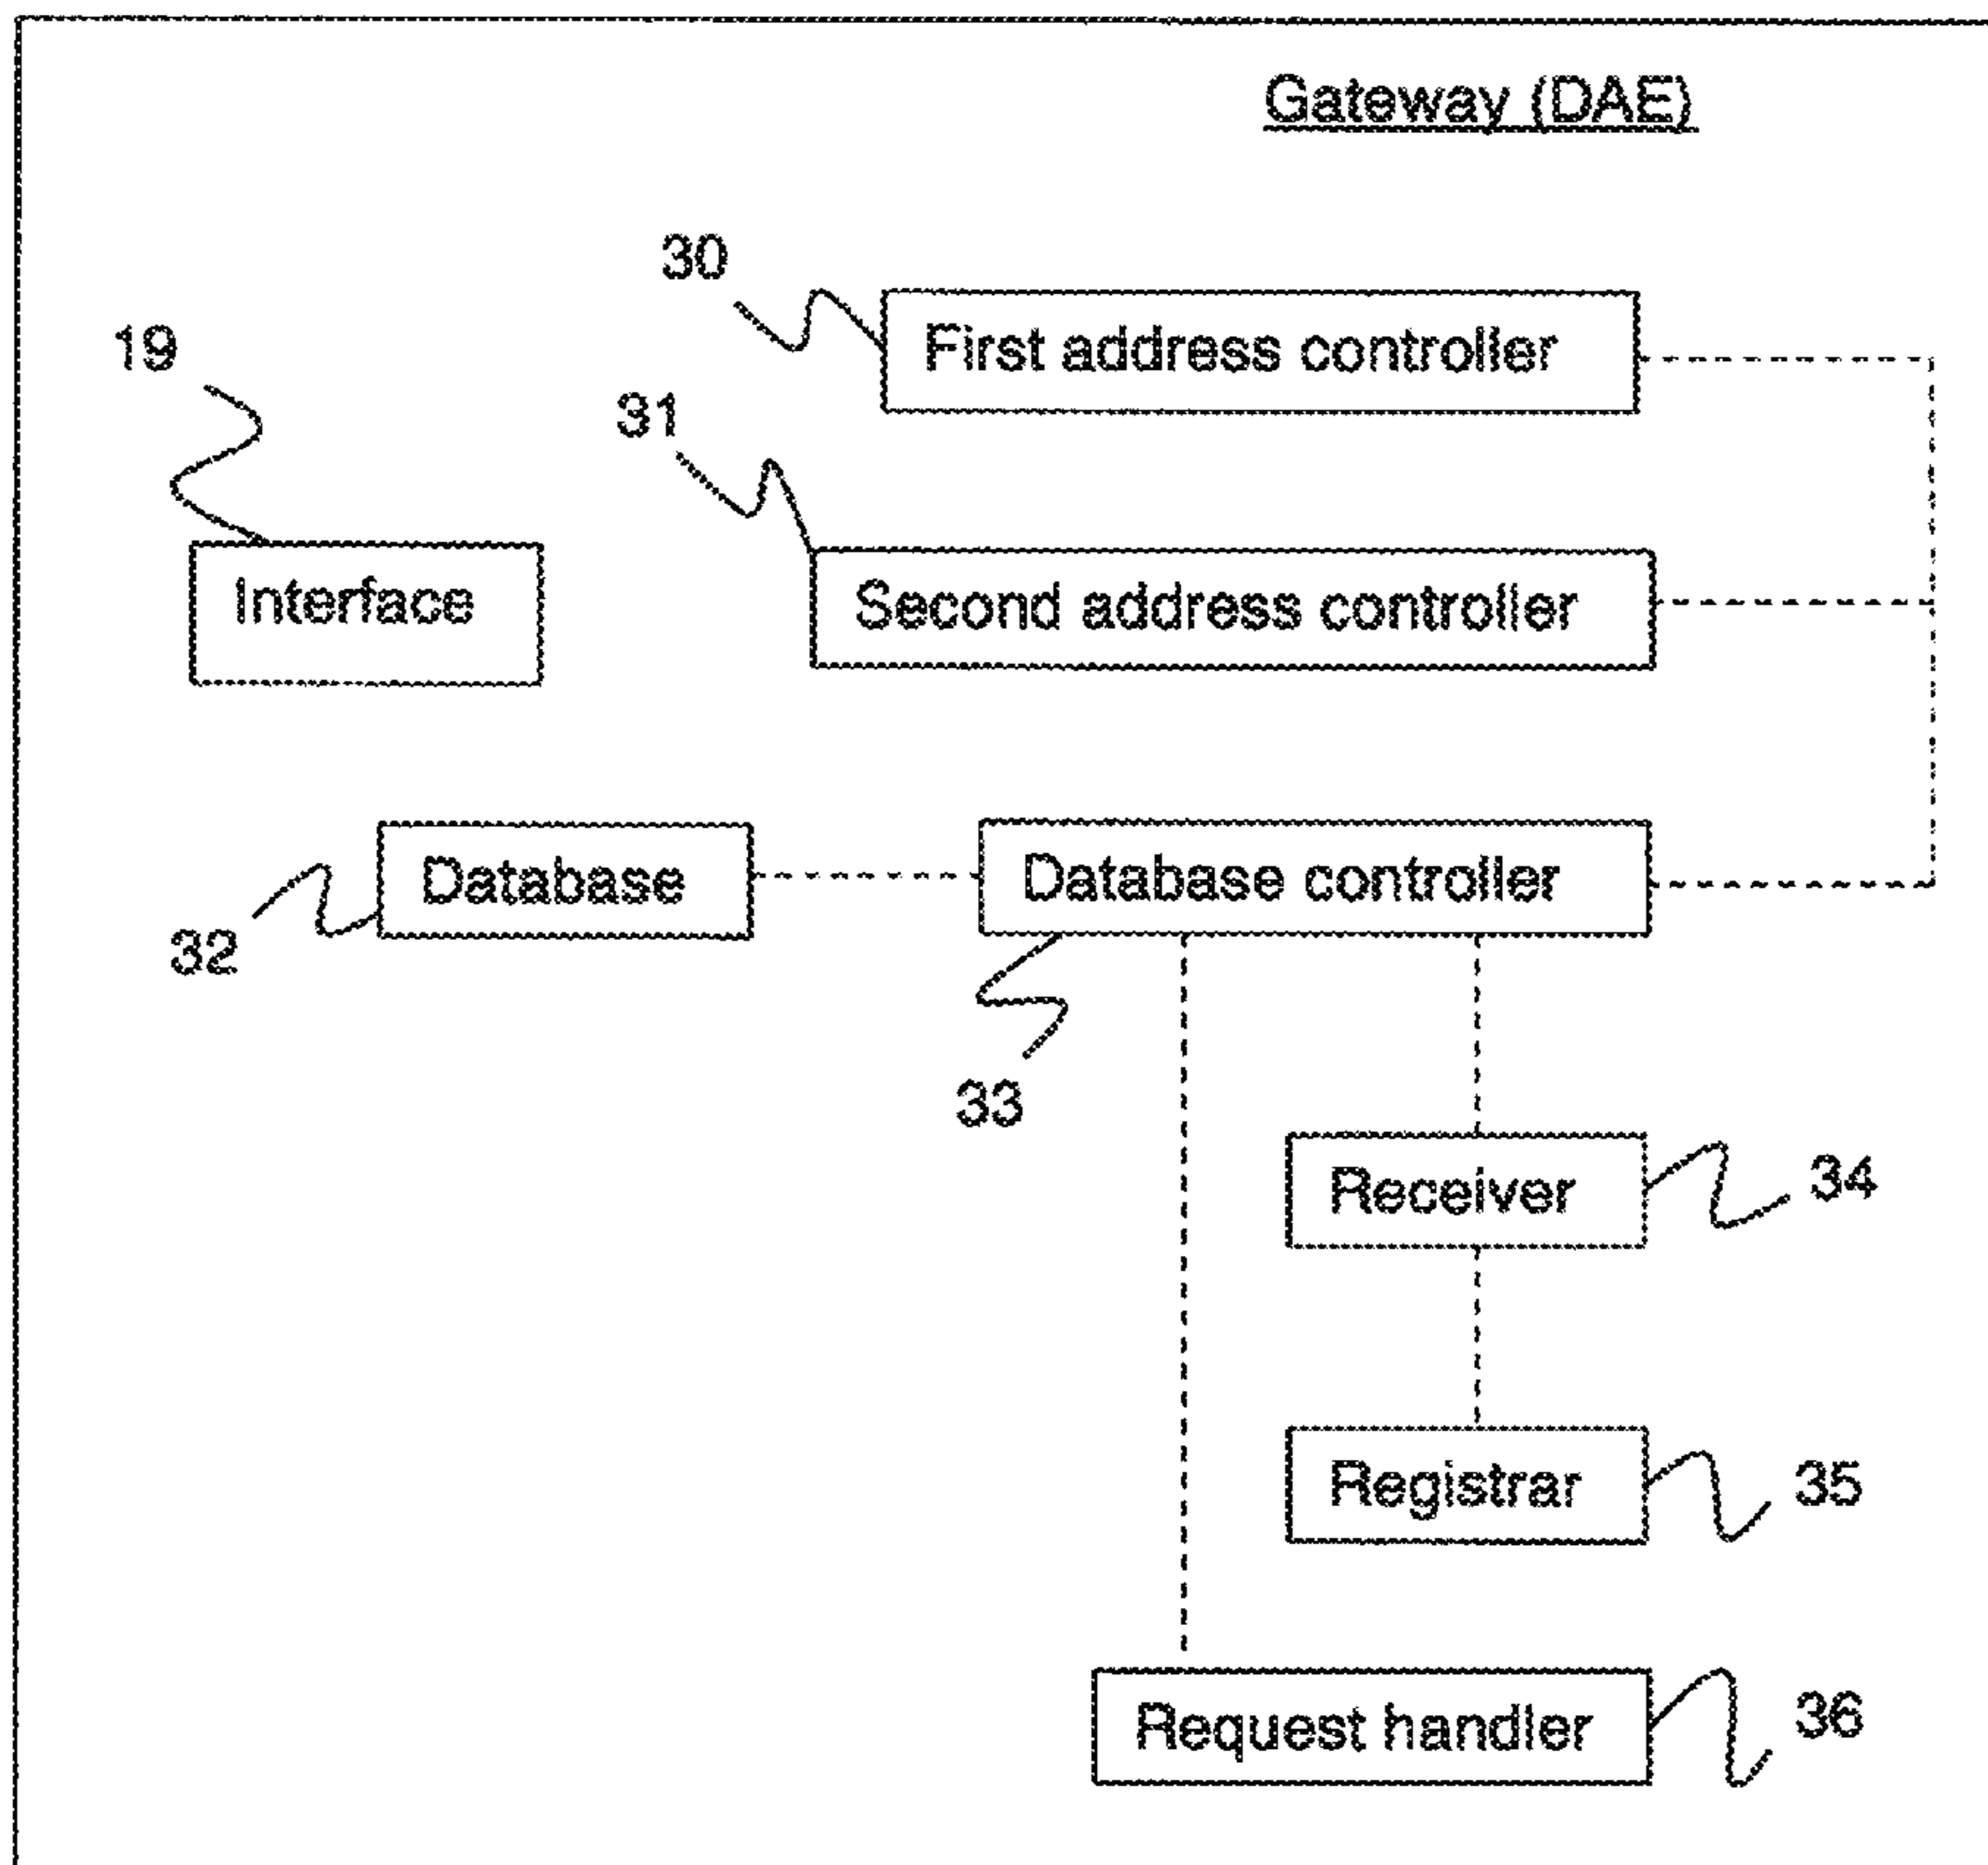 Gateway (DAE)
30
First address controller
19
31
Interface
Second address controller
Database
Database controller
32
33
Receiver
34
Registrar
35
Request handler
36